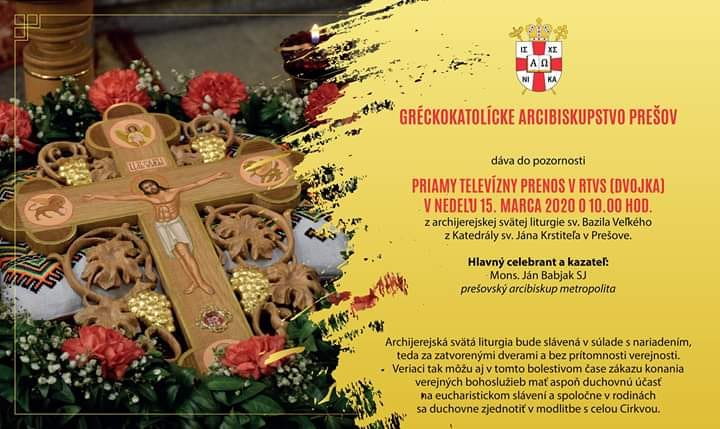 ІС ХС
Α Ω
НІ КА
GRÉCKOKATOLÍCKE ARCIBISKUPSTVO PREŠOV
dáva do pozornosti
PRIAMY TELEVÍZNY PRENOS V RTVS (DVOJKA)
V NEDEĽU 15. MARCA 2020 O 10.00 HOD.
z archijerejskej svätej liturgie sv. Bazila Veľkého
z Katedrály sv. Jána Krstiteľa v Prešove.
Hlavný celebrant a kazateľ:
Mons. Ján Babjak SJ
prešovský arcibiskup metropolita
Archijerejská svätá liturgia bude slávená v súlade s nariadením,
teda za zatvorenými dverami a bez prítomnosti verejnosti.
Veriaci tak môžu aj v tomto bolestivom čase zákazu konania
verejných bohoslužieb mať aspoň duchovnú účasť
na eucharistickom slávení a spoločne v rodinách
sa duchovne zjednotiť v modlitbe s celou Cirkvou.